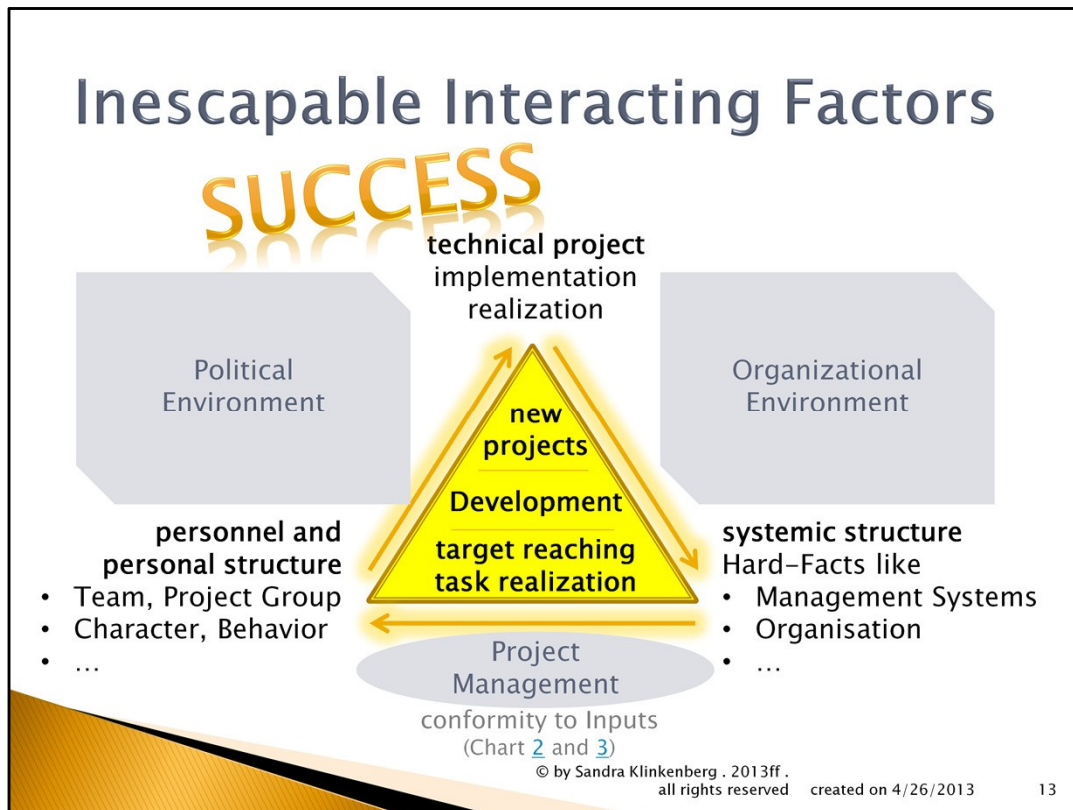 Inescapable Interacting Factors
SUCCESS
technical project
implementation
realization
Political
Environment
Organizational
Environment
new
projects
Development
target reaching
task realization
personnel and
personal structure
• Team, Project Group
• Character, Behavior
• …
systemic structure
Hard-Facts like
• Management Systems
• Organisation
• …
Project
Management
conformity to Inputs
(Chart 2 and 3)
© by Sandra Klinkenberg . 2013ff .
all rights reserved created on 4/26/2013 13